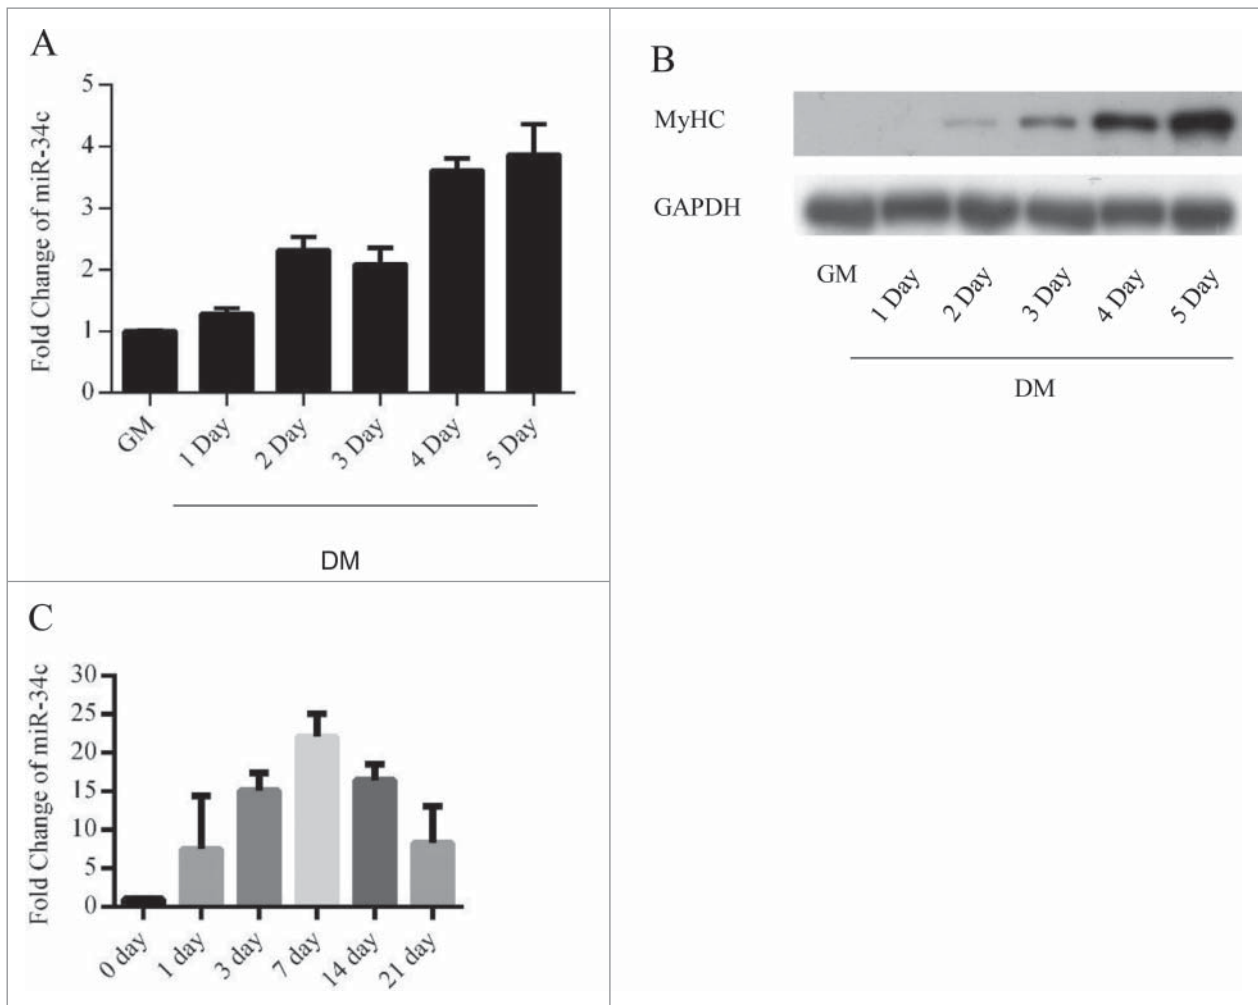 A
Fold Change of miR-34c
5
4
3
2
1
0
GM
1 Day
2 Day
3 Day
4 Day
5 Day
DM
B
MyHC
GAPDH
GM
1 Day
2 Day
3 Day
4 Day
5 Day
DM
C
Fold Change of miR-34c
30
25
20
15
10
5
0
0 day
1 day
3 day
7 day
14 day
21 day